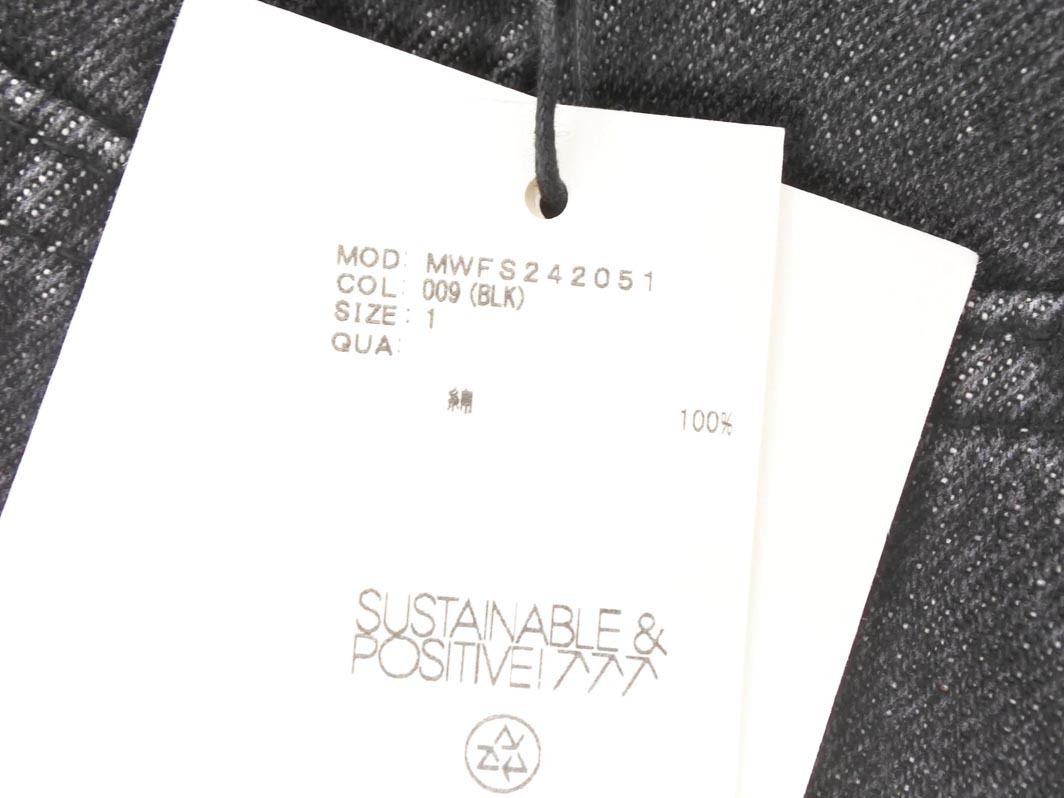 MOD: MWFS242051
COL: 009 (BLK)
SIZE: 1
QUA:
綿 100%
SUSTAINABLE &
POSITIVE! ↗↗↗